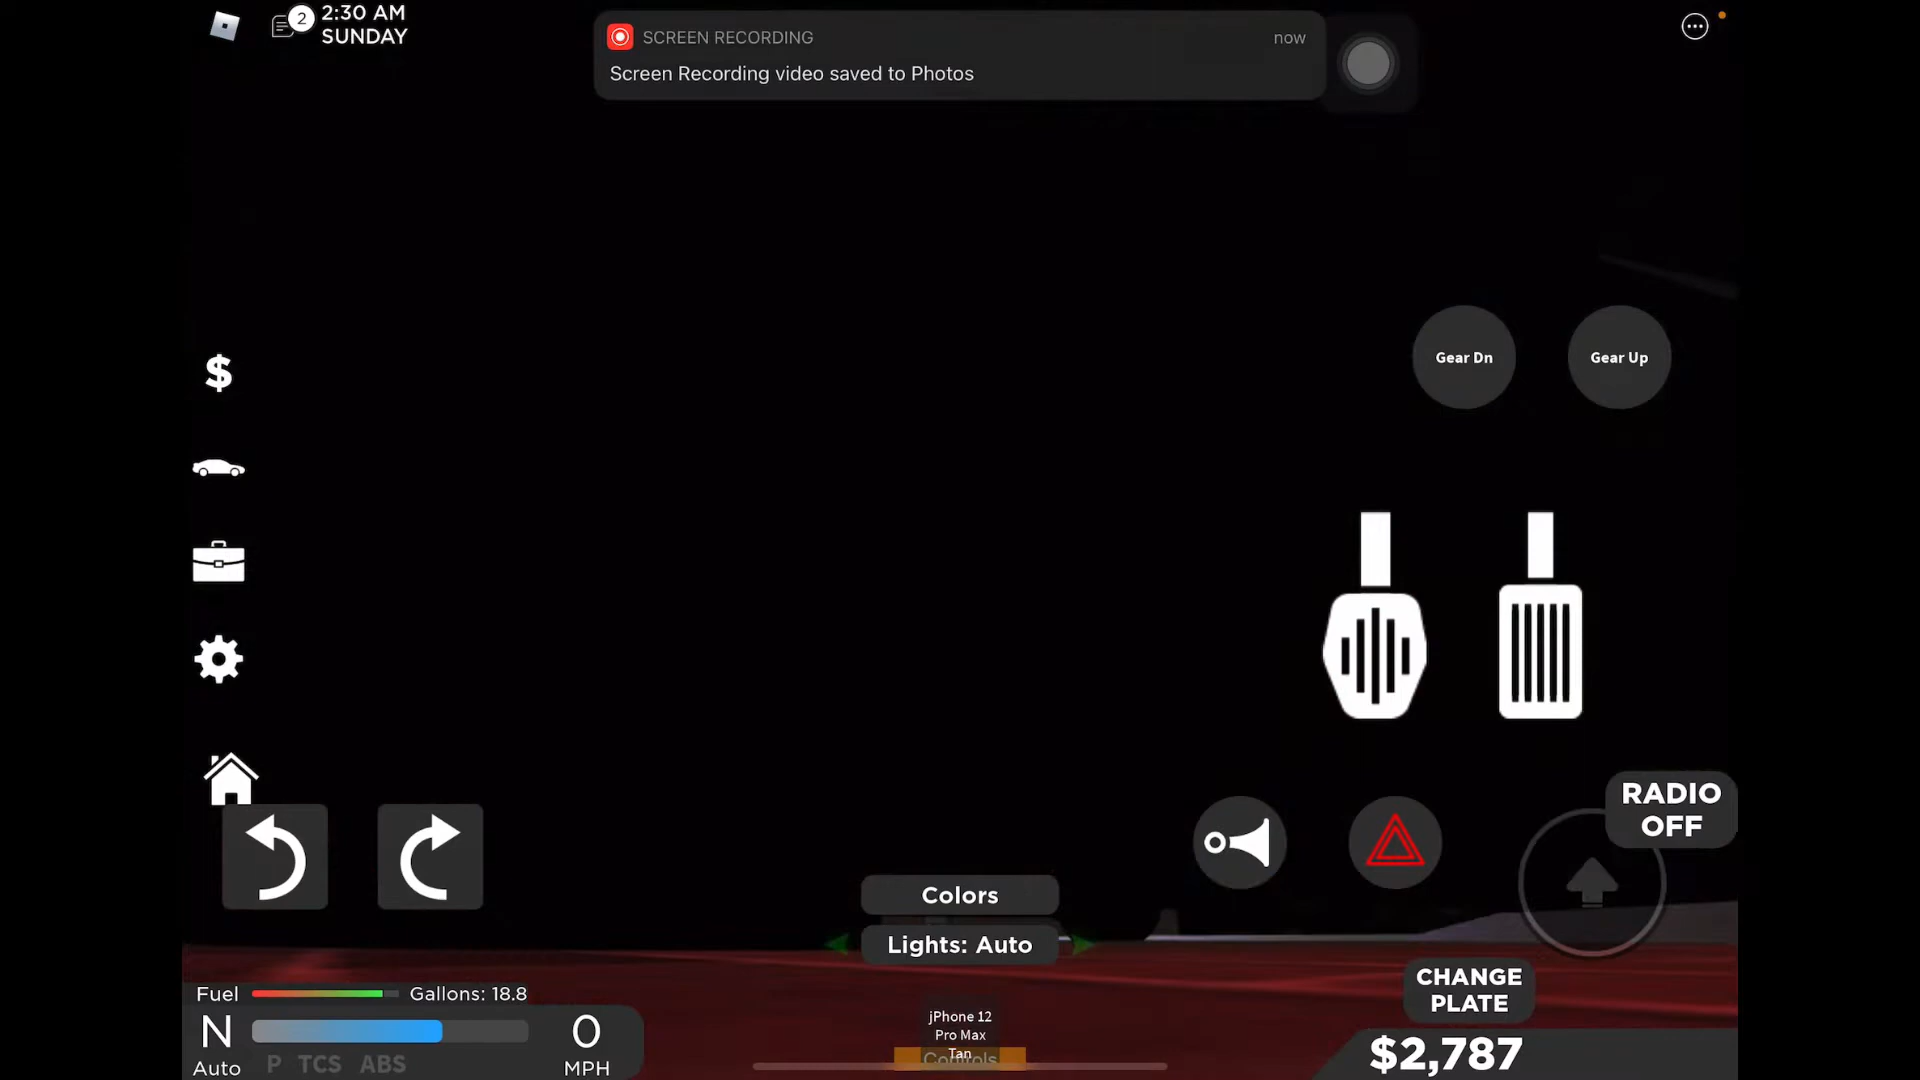 2
2:30 AM
SUNDAY
SCREEN RECORDING
now
Screen Recording video saved to Photos
Gear Dn
Gear Up
$
RADIO
OFF
Colors
Lights: Auto
CHANGE
PLATE
Fuel
Gallons: 18.8
N
Auto
P TCS ABS
0
MPH
jPhone 12
Pro Max
Tan
Controls
$2,787